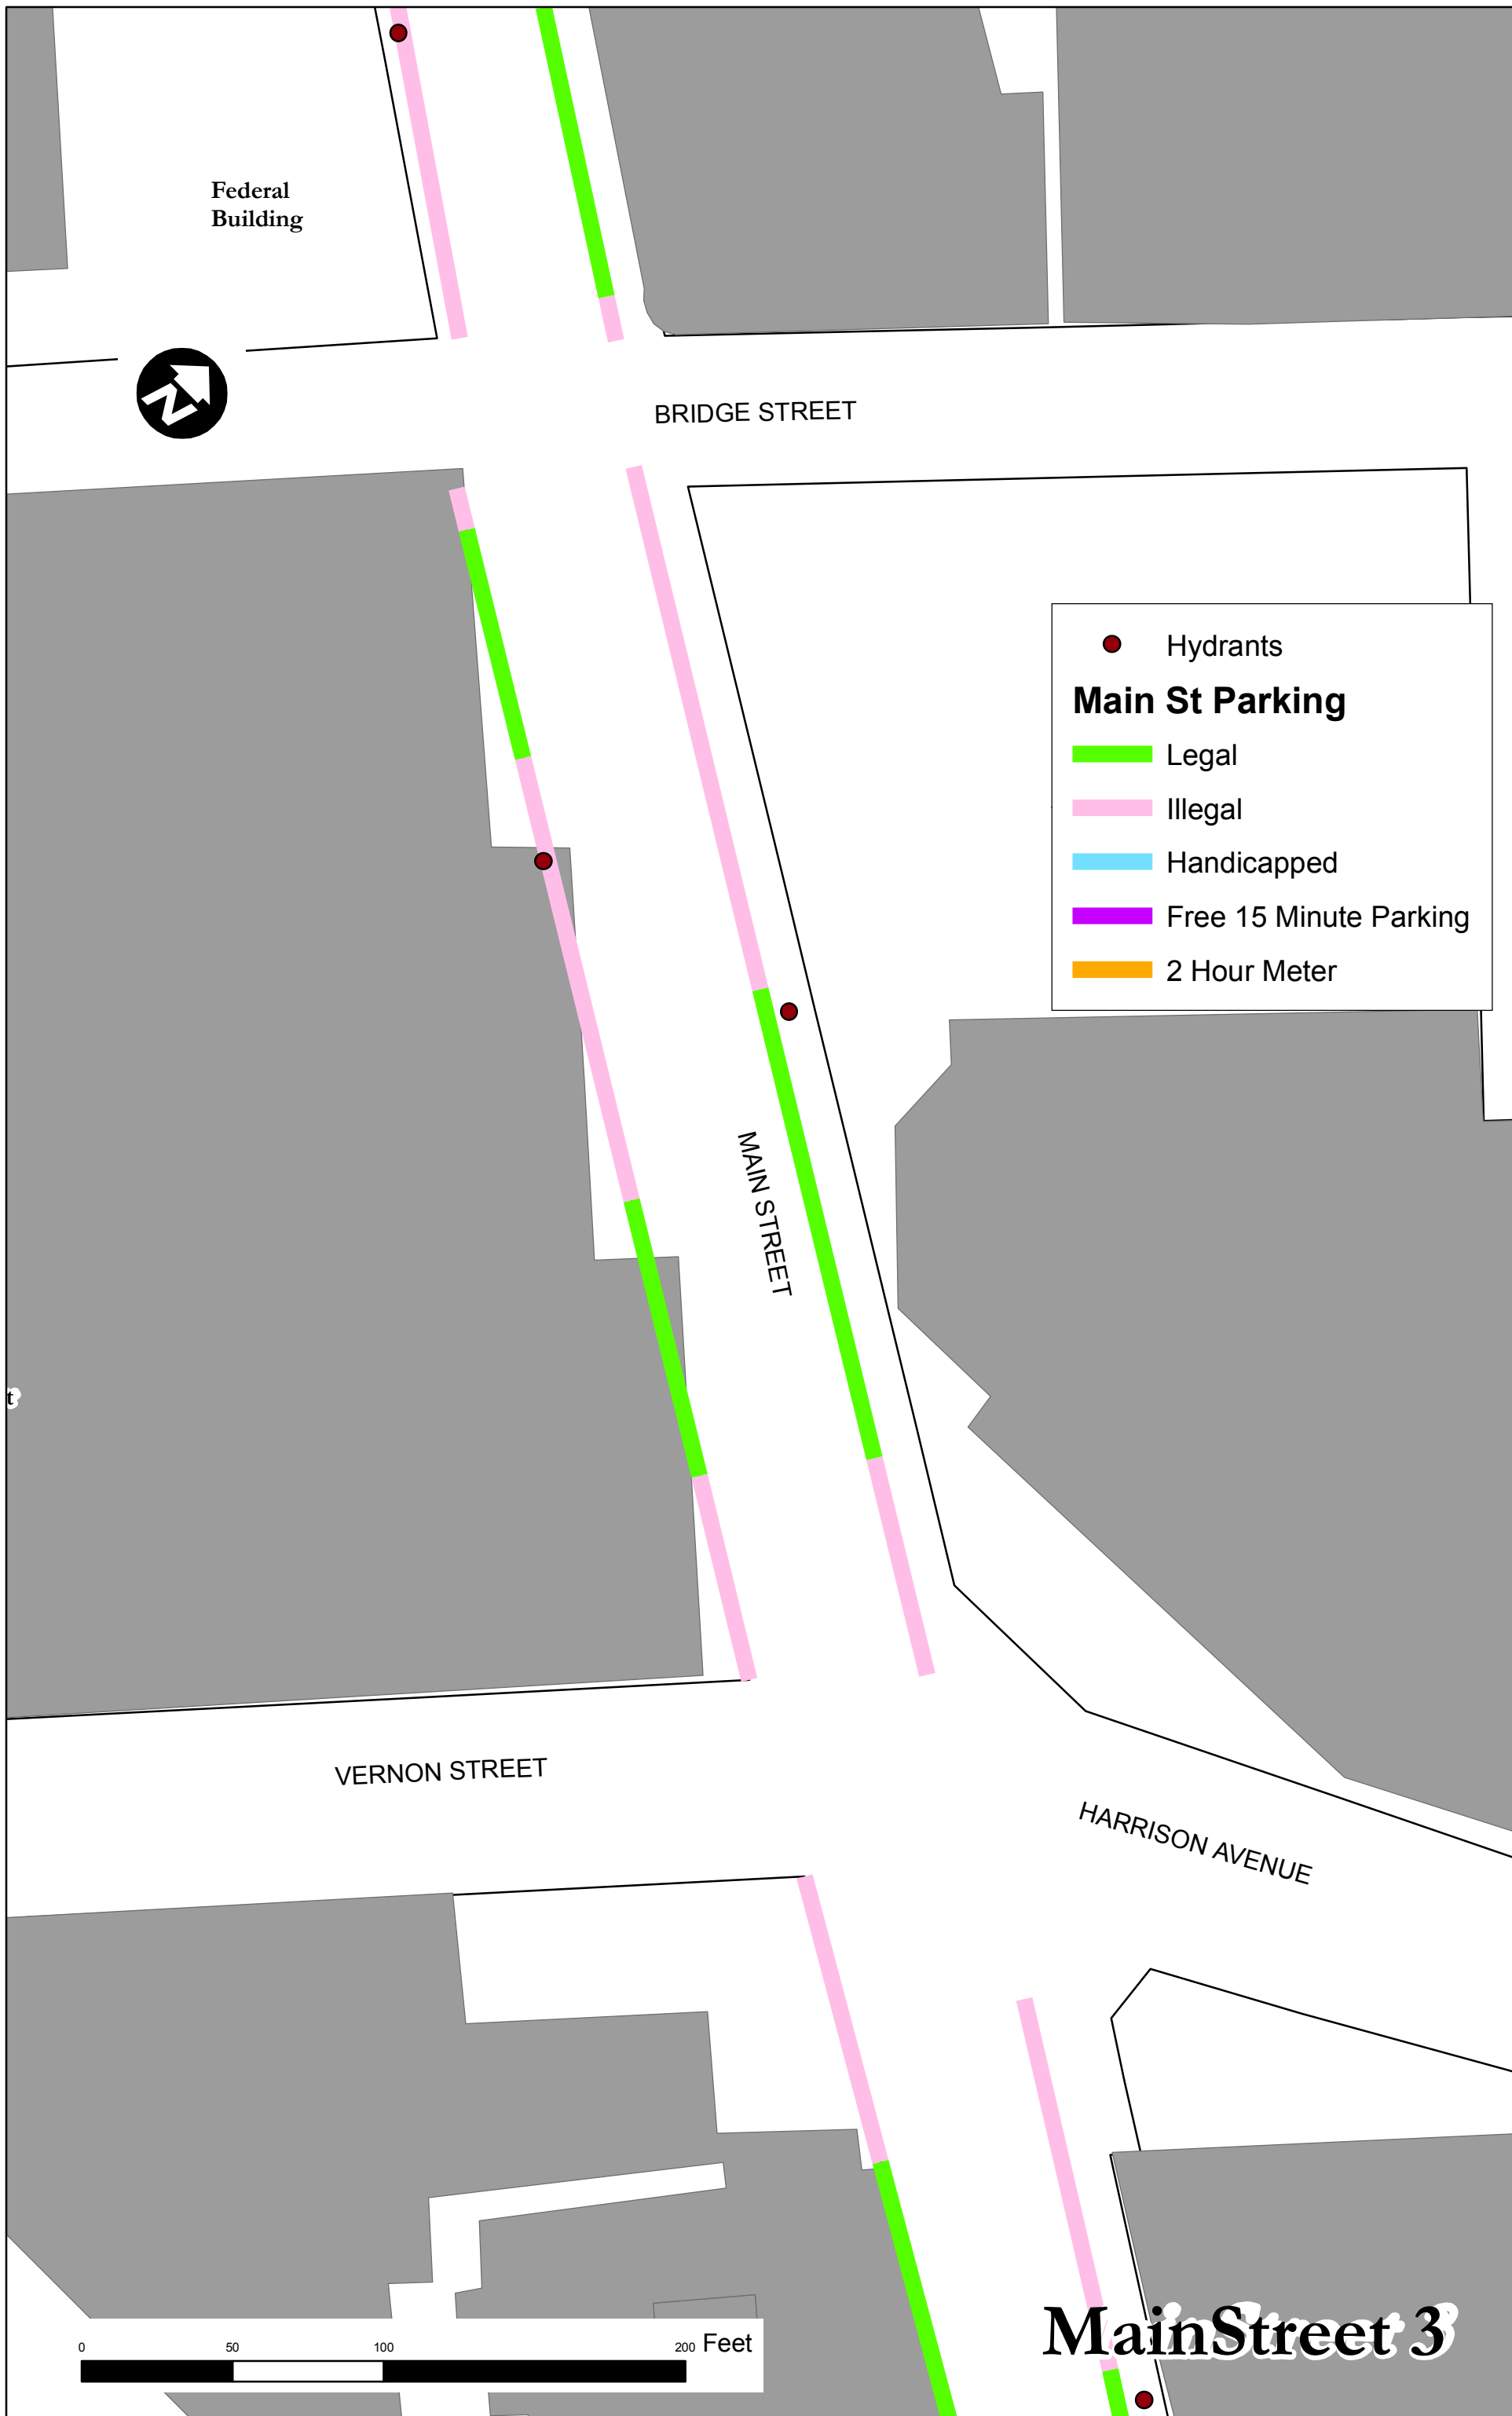 Federal
Building
N
BRIDGE STREET
Hydrants
Main St Parking
Legal
Illegal
Handicapped
Free 15 Minute Parking
2 Hour Meter
MAIN STREET
t
VERNON STREET
HARRISON AVENUE
MainStreet 3
0 50 100 200 Feet